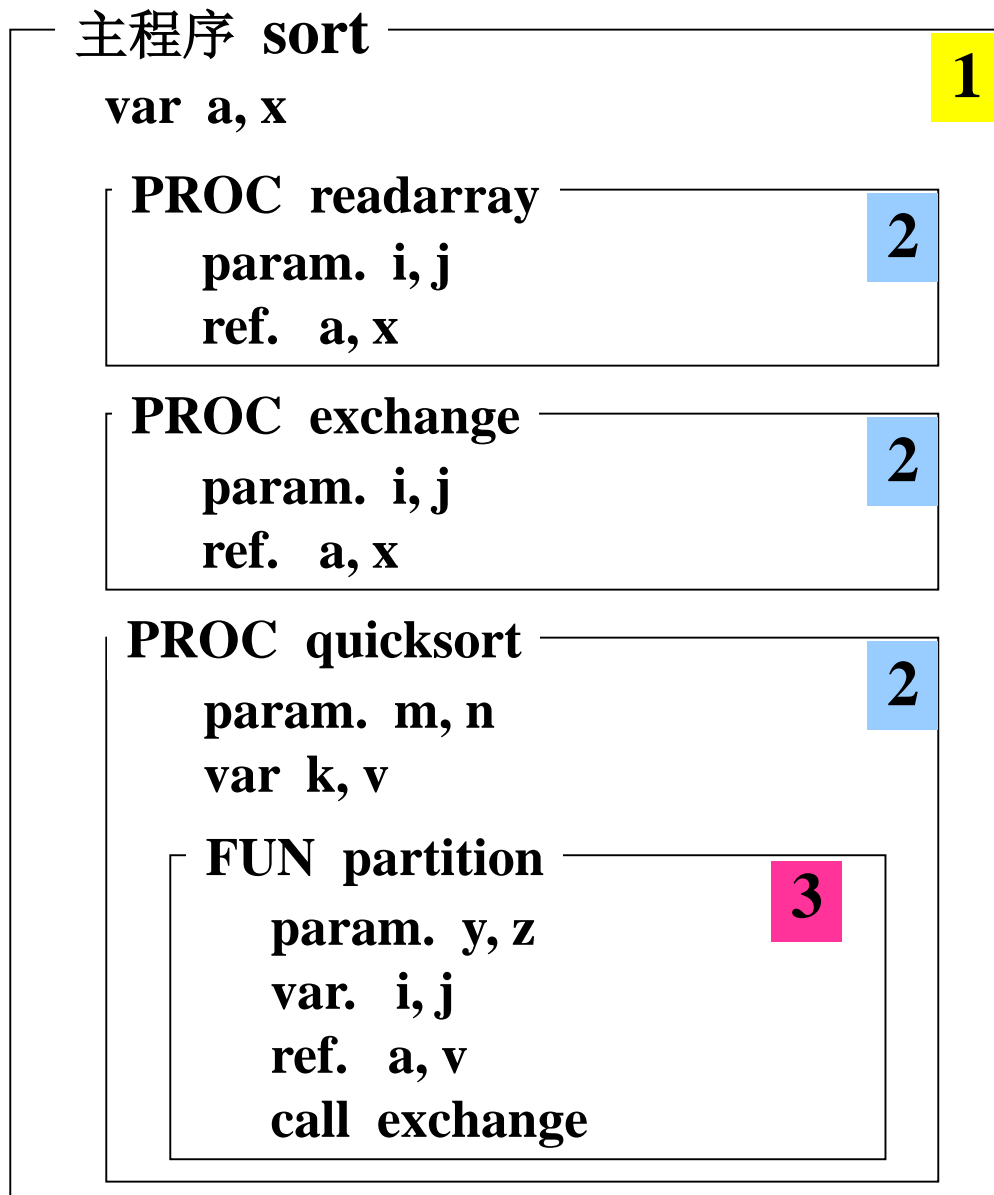 主程序 sort
1
var a, x
PROC readarray
2
param. i, j
ref. a, x
PROC exchange
2
param. i, j
ref. a, x
PROC quicksort
2
param. m, n
var k, v
FUN partition
3
param. y, z
var. i, j
ref. a, v
call exchange